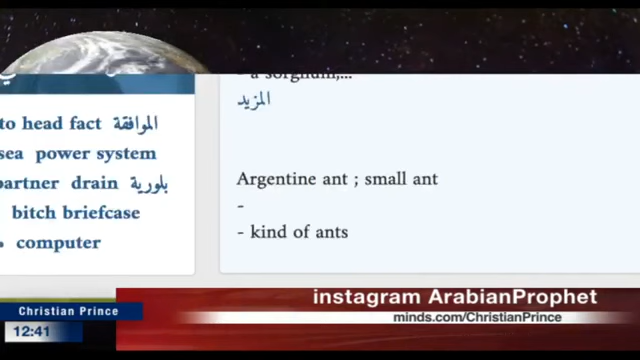 to head fact الموافقة
sea power system
partner drain بلورية
bitch briefcase
computer
- a sorghum,...
المزيد
Argentine ant ; small ant
-
- kind of ants
instagram ArabianProphet
minds.com/ChristianPrince
Christian Prince
12:41